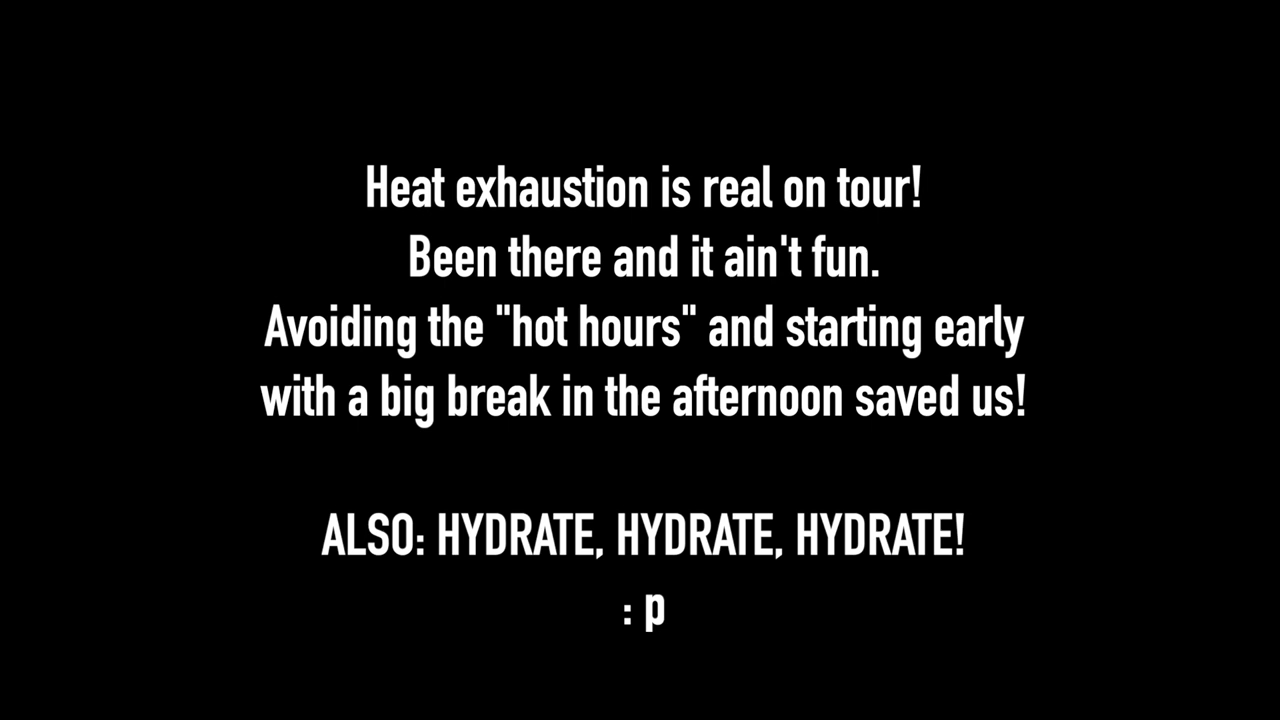 Heat exhaustion is real on tour!
Been there and it ain't fun.
Avoiding the "hot hours" and starting early
with a big break in the afternoon saved us!
ALSO: HYDRATE, HYDRATE, HYDRATE!
: p